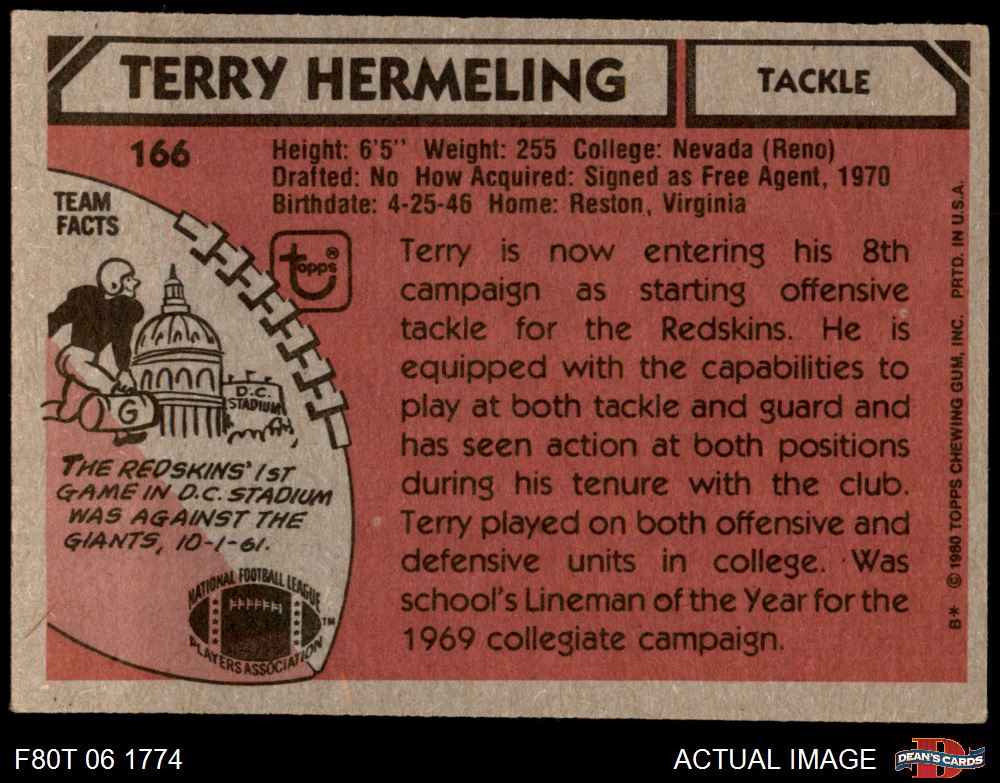 TERRY HERMELING
TACKLE
166
Height: 6'5" Weight: 255 College: Nevada (Reno)
Drafted: No How Acquired: Signed as Free Agent, 1970
Birthdate: 4-25-46 Home: Reston, Virginia
TEAM
FACTS
topps®
G
D.C.
STADIUM
THE REDSKINS' 1ST
GAME IN D.C. STADIUM
WAS AGAINST THE
GIANTS, 10-1-61.
NATIONAL FOOTBALL LEAGUE
PLAYERS ASSOCIATION
TM
Terry is now entering his 8th
campaign as starting offensive
tackle for the Redskins. He is
equipped with the capabilities to
play at both tackle and guard and
has seen action at both positions
during his tenure with the club.
Terry played on both offensive and
defensive units in college. Was
school's Lineman of the Year for the
1969 collegiate campaign.
B* © 1980 TOPPS CHEWING GUM, INC. PRTD. IN U.S.A.
F80T 06 1774
ACTUAL IMAGE
D
DEAN'S CARDS